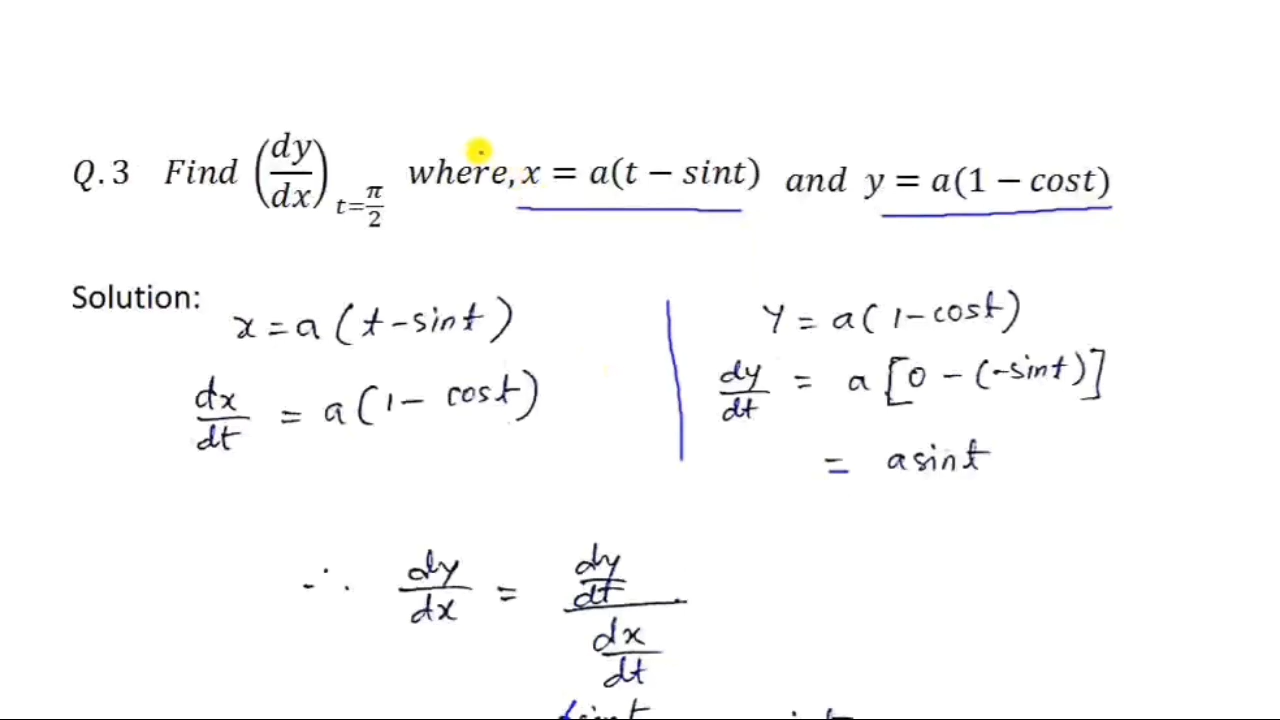 Q.3 Find (dy/dx) t=π/2 where, x = a(t − sint) and y = a(1 − cost)
Solution:
x = a(t-sint)
dx/dt = a(1- cost)
Y = a(1-cost)
dy/dt = a[0-(-sint)]
= asint
∴ dy/dx = dy/dt / dx/dt